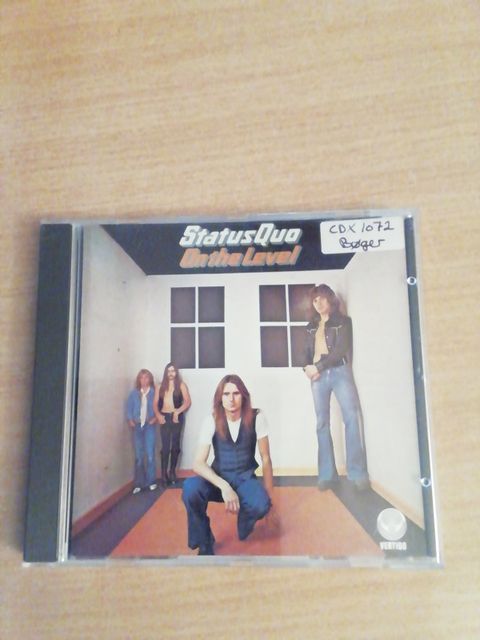 Status Quo
On the Level
CDX 1072
Bøger
VERTIGO